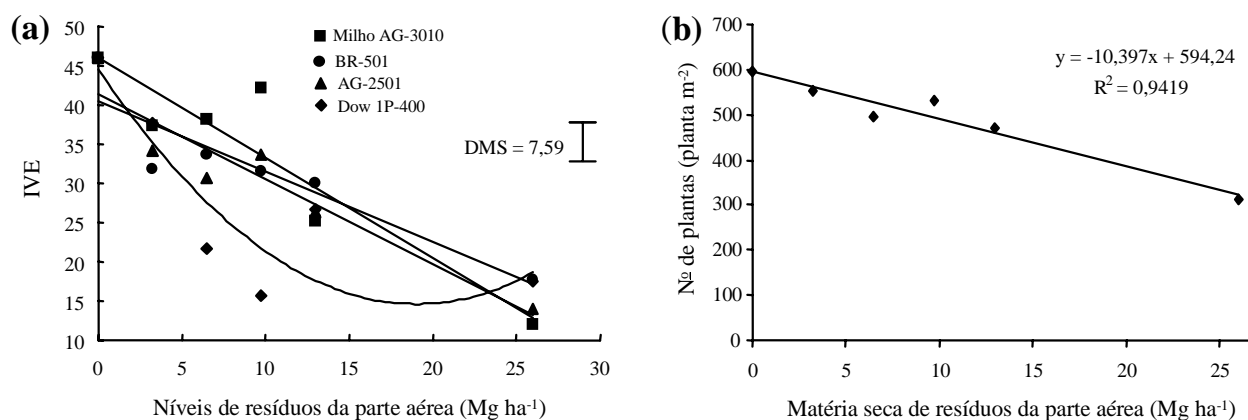 (a)
50
45
40
35
30
25
20
15
10
IVE
Milho AG-3010
BR-501
AG-2501
Dow 1P-400
DMS = 7,59
0 5 10 15 20 25 30
Níveis de resíduos da parte aérea (Mg ha⁻¹)
(b)
700
600
500
400
300
200
100
0
Nº de plantas (planta m⁻²)
y = -10,397x + 594,24
R² = 0,9419
0 5 10 15 20 25
Matéria seca de resíduos da parte aérea (Mg ha⁻¹)